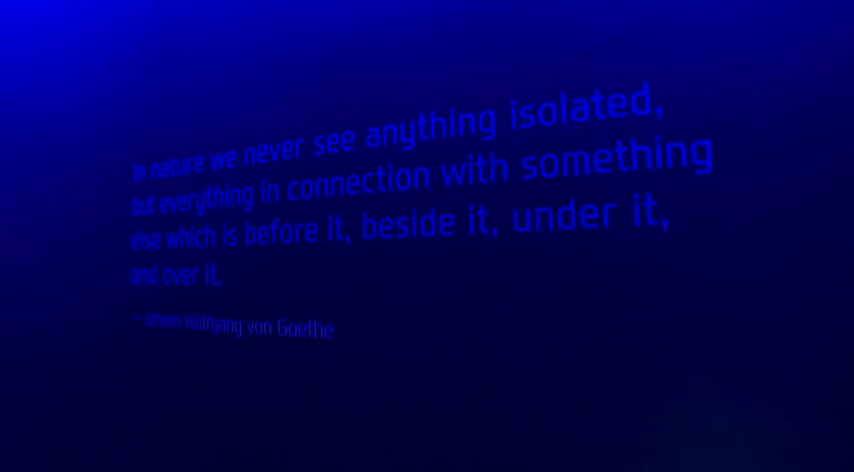 In nature we never see anything isolated,
but everything in connection with something
else which is before it, beside it, under it,
and over it.
— Johann Wolfgang von Goethe